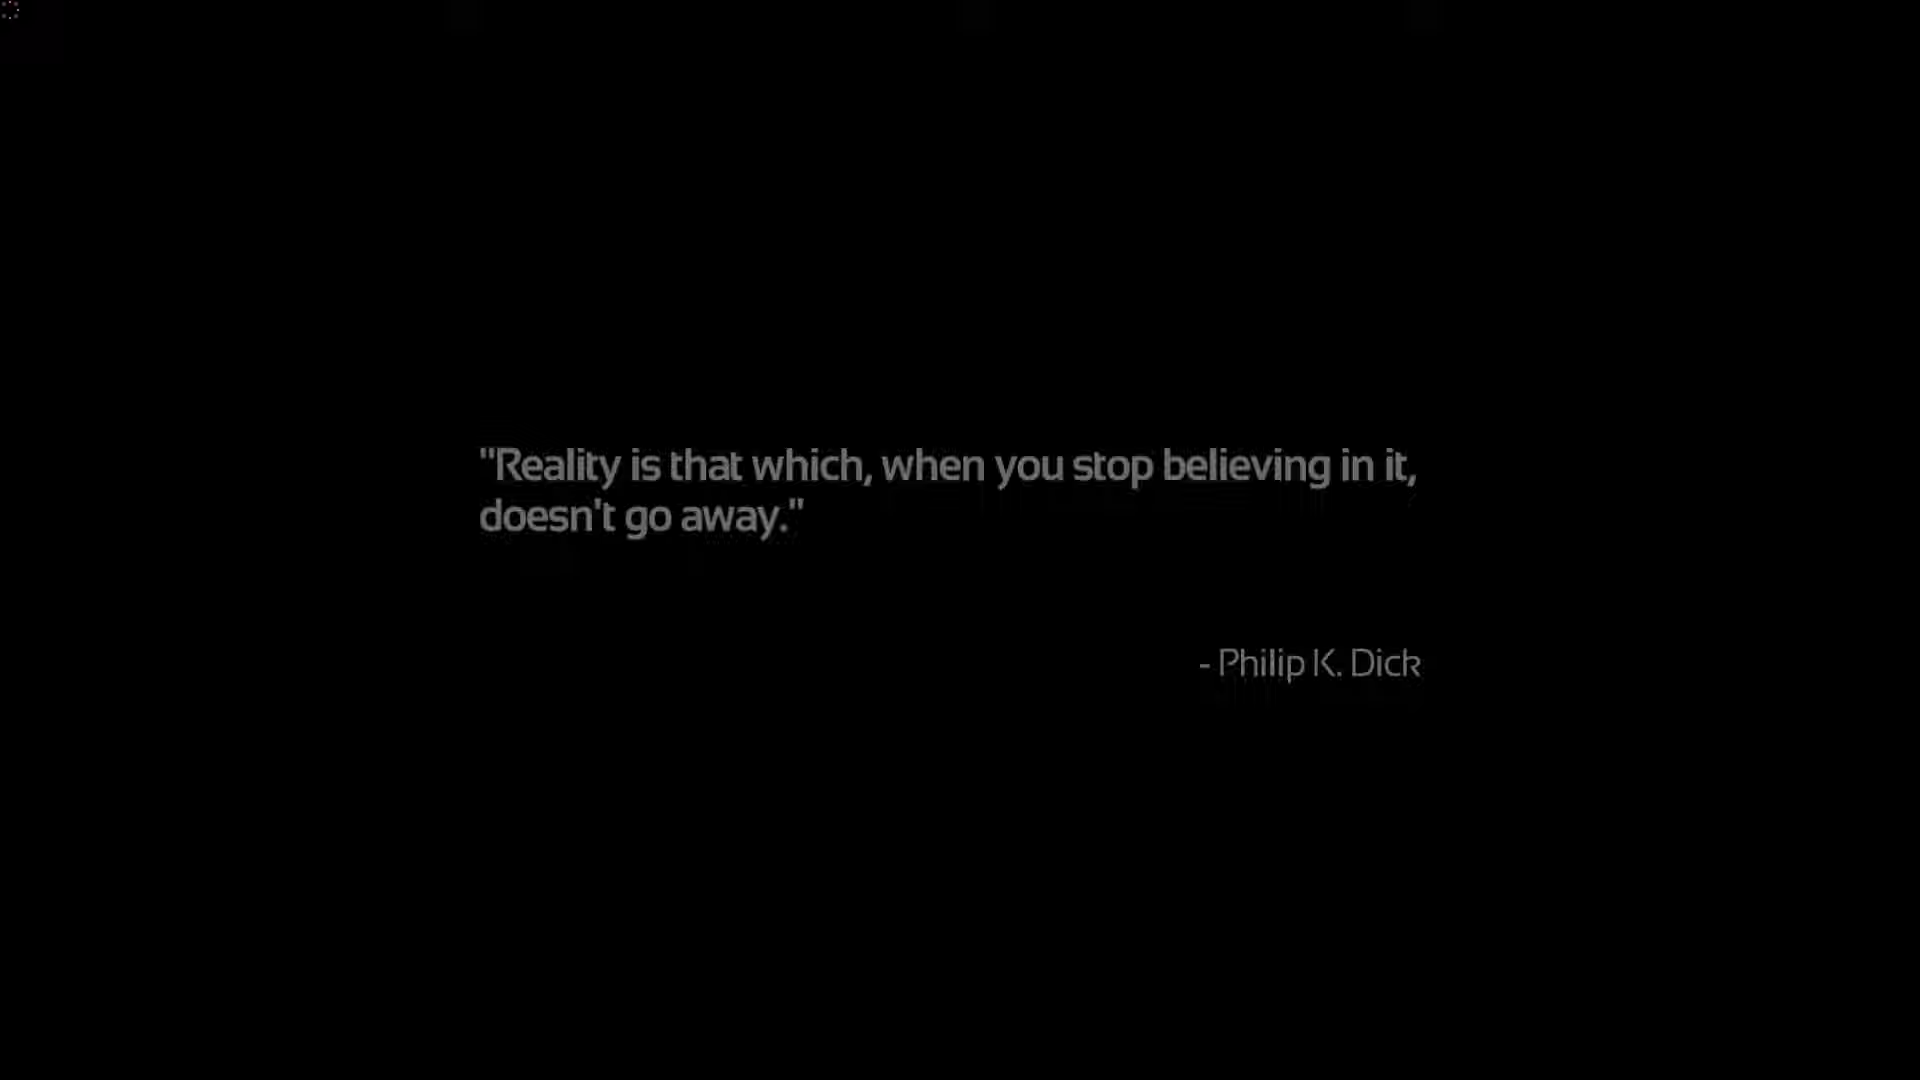 "Reality is that which, when you stop believing in it,
doesn't go away."
- Philip K. Dick